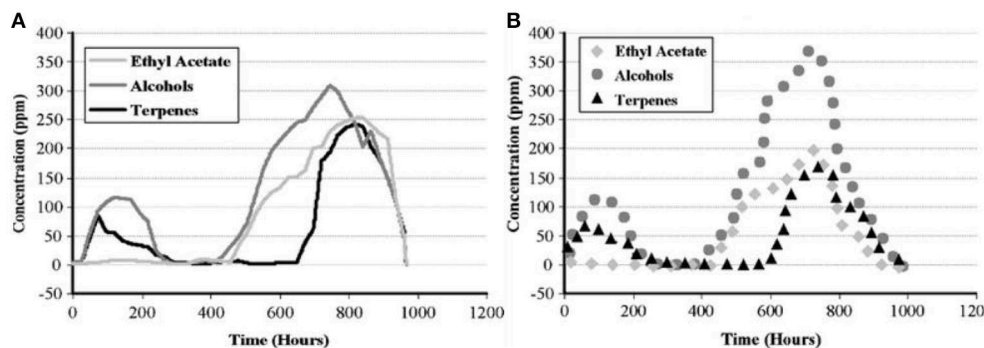 A
400
350
300
250
200
150
100
50
0
-50
Concentration (ppm)
Ethyl Acetate
Alcohols
Terpenes
0 200 400 600 800 1000 1200
Time (Hours)
B
400
350
300
250
200
150
100
50
0
-50
Concentration (ppm)
Ethyl Acetate
Alcohols
Terpenes
0 200 400 600 800 1000 1200
Time (Hours)